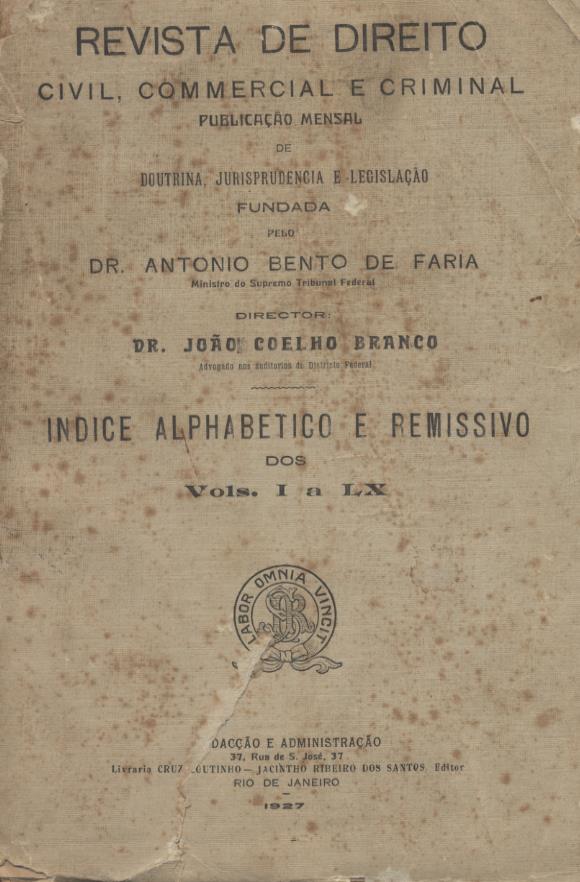 REVISTA DE DIREITO
CIVIL, COMMERCIAL E CRIMINAL
PUBLICAÇÃO MENSAL
DE
DOUTRINA, JURISPRUDENCIA E LEGISLAÇÃO
FUNDADA
PELO
DR. ANTONIO BENTO DE FARIA
Ministro do Supremo Tribunal Federal
DIRECTOR:
DR. JOÃO COELHO BRANCO
Advogado nos auditorios do Districto Federal
INDICE ALPHABETICO E REMISSIVO
DOS
Vols. I a LX
LABOR OMNIA VINCIT
DACÇÃO E ADMINISTRAÇÃO
37, Rua de S. José, 37
Livraria CRUZ OUTINHO — JACINTHO RIBEIRO DOS SANTOS, Editor
RIO DE JANEIRO
1927